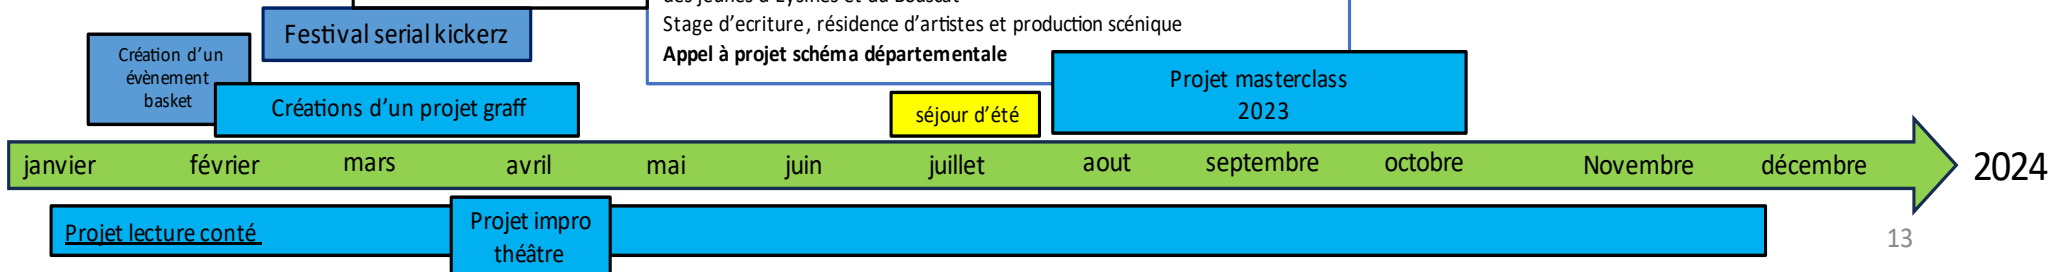 Stage d’ecriture, résidence d’artistes et production scénique
Appel à projet schéma départementale
Festival serial kickerz
Création d’un
évènement
basket
Créations d’un projet graff
séjour d’été
Projet masterclass
2023
janvier février mars avril mai juin juillet aout septembre octobre Novembre décembre 2024
Projet lecture conté
Projet impro
théâtre
13